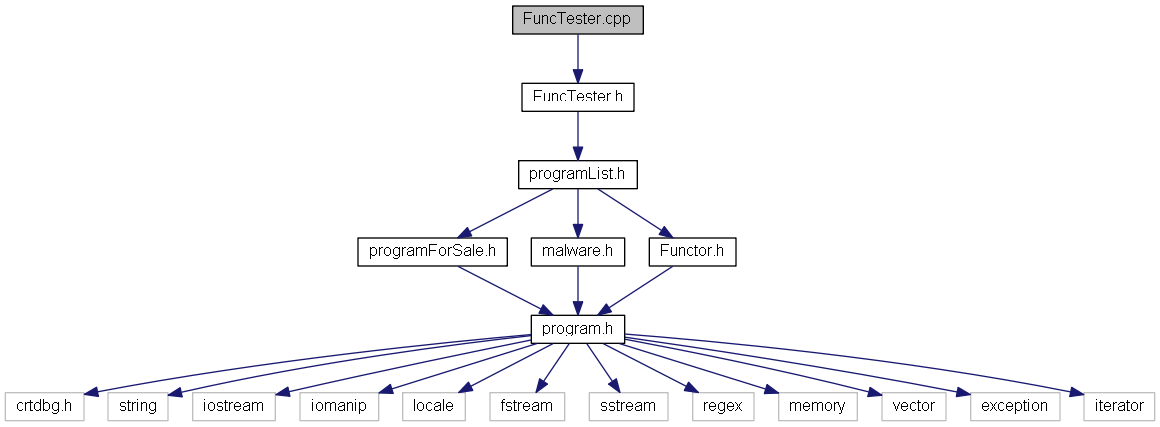 FuncTester.cpp
FuncTester.h
programList.h
programForSale.h
malware.h
Functor.h
program.h
crtdbg.h
string
iostream
iomanip
locale
fstream
sstream
regex
memory
vector
exception
iterator